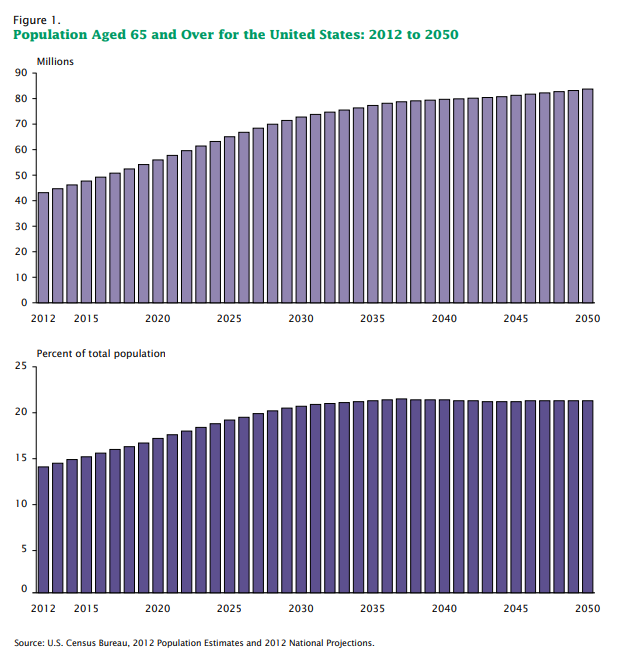 Figure 1.
Population Aged 65 and Over for the United States: 2012 to 2050
Millions
90
80
70
60
50
40
30
20
10
0
2012 2015 2020 2025 2030 2035 2040 2045 2050
Percent of total population
25
20
15
10
5
0
2012 2015 2020 2025 2030 2035 2040 2045 2050
Source: U.S. Census Bureau, 2012 Population Estimates and 2012 National Projections.